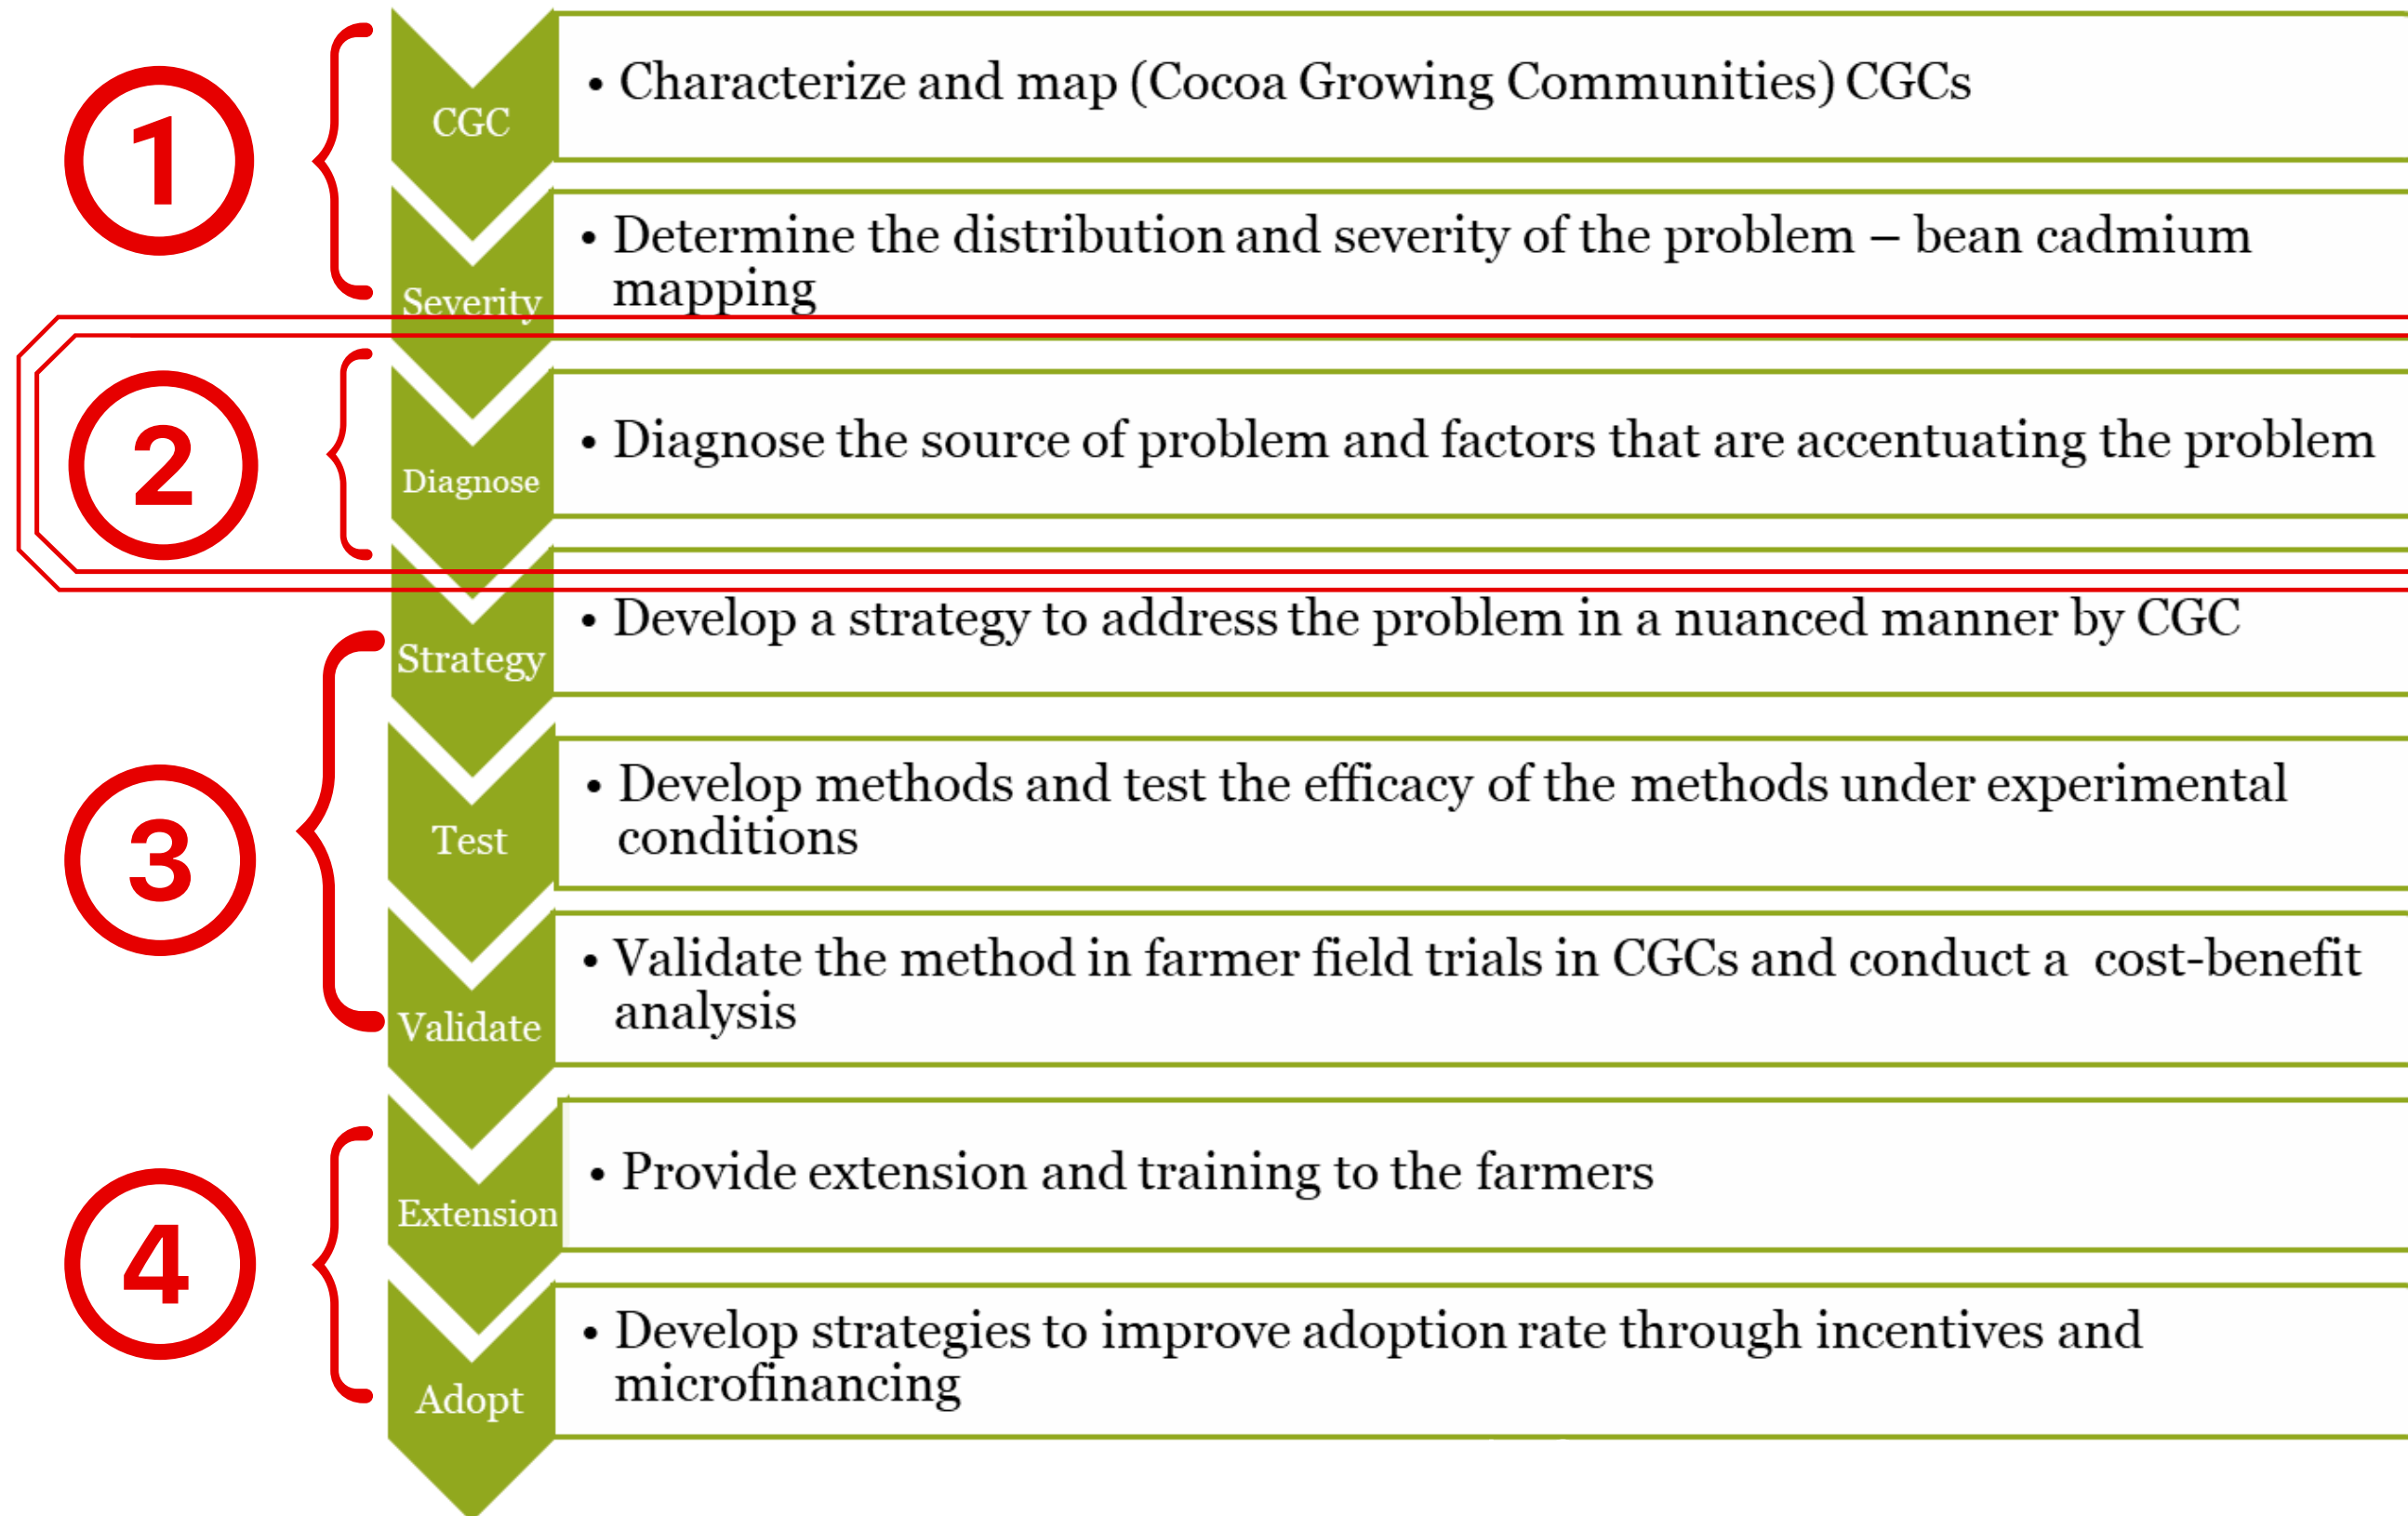 1
CGC
• Characterize and map (Cocoa Growing Communities) CGCs
Severity
• Determine the distribution and severity of the problem – bean cadmium
mapping
2
Diagnose
• Diagnose the source of problem and factors that are accentuating the problem
3
Strategy
• Develop a strategy to address the problem in a nuanced manner by CGC
Test
• Develop methods and test the efficacy of the methods under experimental
conditions
Validate
• Validate the method in farmer field trials in CGCs and conduct a cost-benefit
analysis
4
Extension
• Provide extension and training to the farmers
Adopt
• Develop strategies to improve adoption rate through incentives and
microfinancing